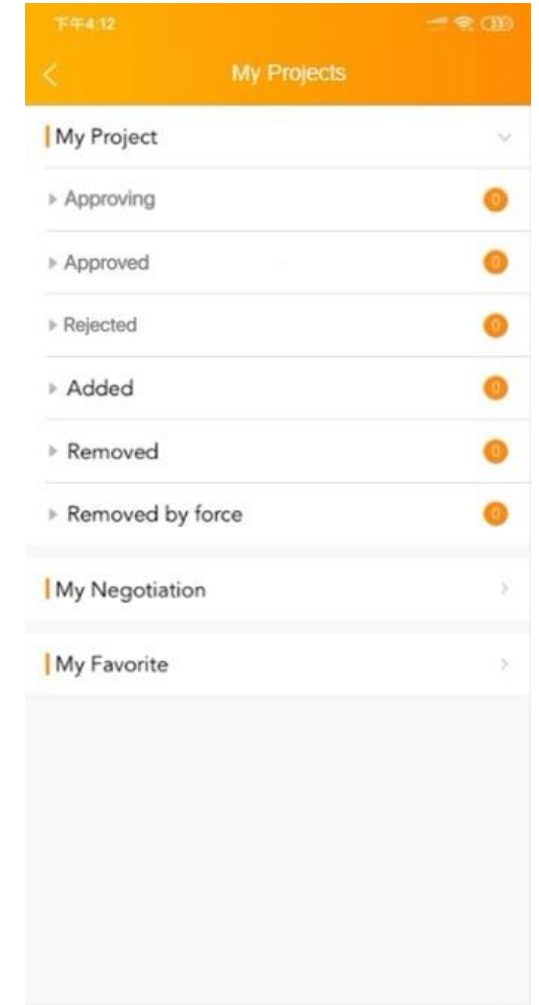 下午4:12
My Projects
My Project
Approving 0
Approved 0
Rejected 0
Added 0
Removed 0
Removed by force 0
My Negotiation
My Favorite